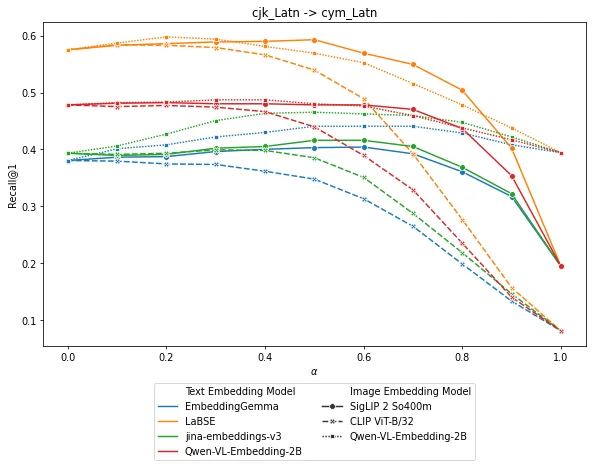 cjk_Latn -> cym_Latn
0.6
0.5
0.4
0.3
0.2
0.1
Recall@1
0.0 0.2 0.4 0.6 0.8 1.0
α
Text Embedding Model Image Embedding Model
EmbeddingGemma SigLIP 2 So400m
LaBSE CLIP ViT-B/32
jina-embeddings-v3 Qwen-VL-Embedding-2B
Qwen-VL-Embedding-2B